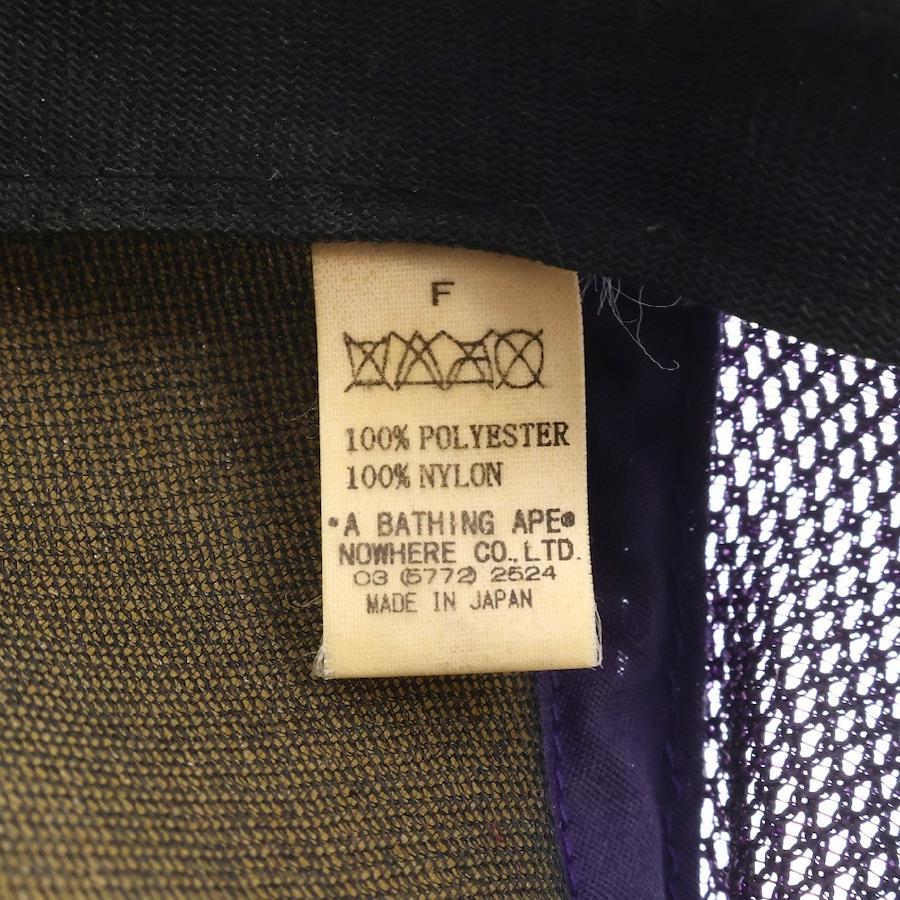 F
100% POLYESTER
100% NYLON
•A BATHING APE®
NOWHERE CO.,LTD.
03 (5772) 2524
MADE IN JAPAN